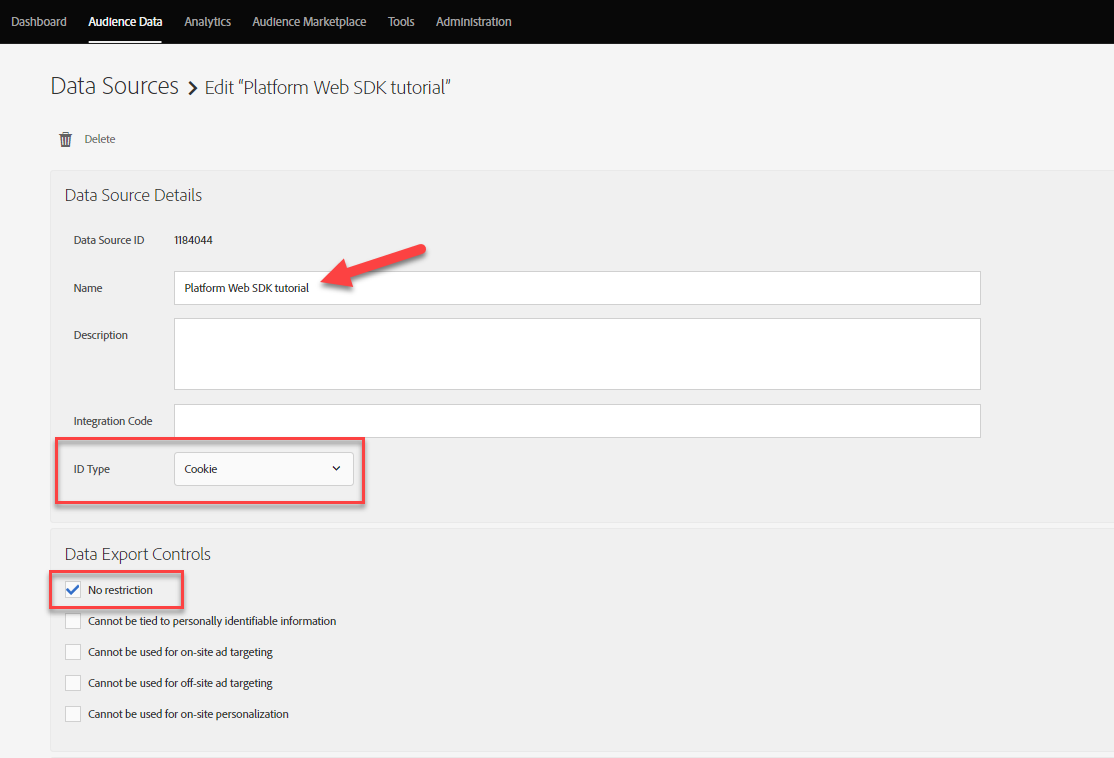 Dashboard Audience Data Analytics Audience Marketplace Tools Administration
Data Sources > Edit “Platform Web SDK tutorial”
Delete
Data Source Details
Data Source ID 1184044
Name Platform Web SDK tutorial
Description
Integration Code
ID Type Cookie
Data Export Controls
No restriction
Cannot be tied to personally identifiable information
Cannot be used for on-site ad targeting
Cannot be used for off-site ad targeting
Cannot be used for on-site personalization